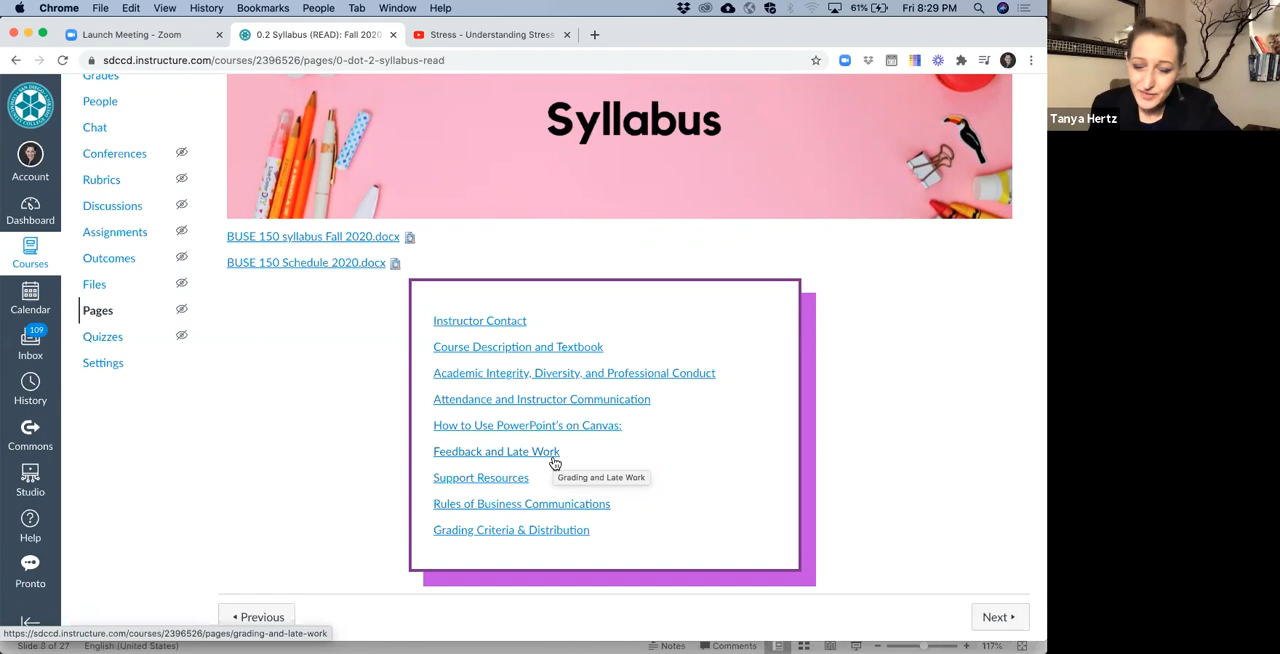 Chrome File Edit View History Bookmarks People Tab Window Help 61% Fri 8:29 PM
Launch Meeting - Zoom
0.2 Syllabus (READ): Fall 2020
Stress - Understanding Stress
sdccd.instructure.com/courses/2396526/pages/0-dot-2-syllabus-read
Tanya Hertz
Account
Dashboard
Courses
Calendar
109
Inbox
History
Commons
Studio
Help
Pronto
Grades
People
Chat
Conferences
Rubrics
Discussions
Assignments
Outcomes
Files
Pages
Quizzes
Settings
Syllabus
BUSE 150 syllabus Fall 2020.docx
BUSE 150 Schedule 2020.docx
Instructor Contact
Course Description and Textbook
Academic Integrity, Diversity, and Professional Conduct
Attendance and Instructor Communication
How to Use PowerPoint's on Canvas:
Feedback and Late Work
Grading and Late Work
Support Resources
Rules of Business Communications
Grading Criteria & Distribution
Previous
Next
https://sdccd.instructure.com/courses/2396526/pages/grading-and-late-work
Slide 8 of 27 English (United States) Notes Comments 117%